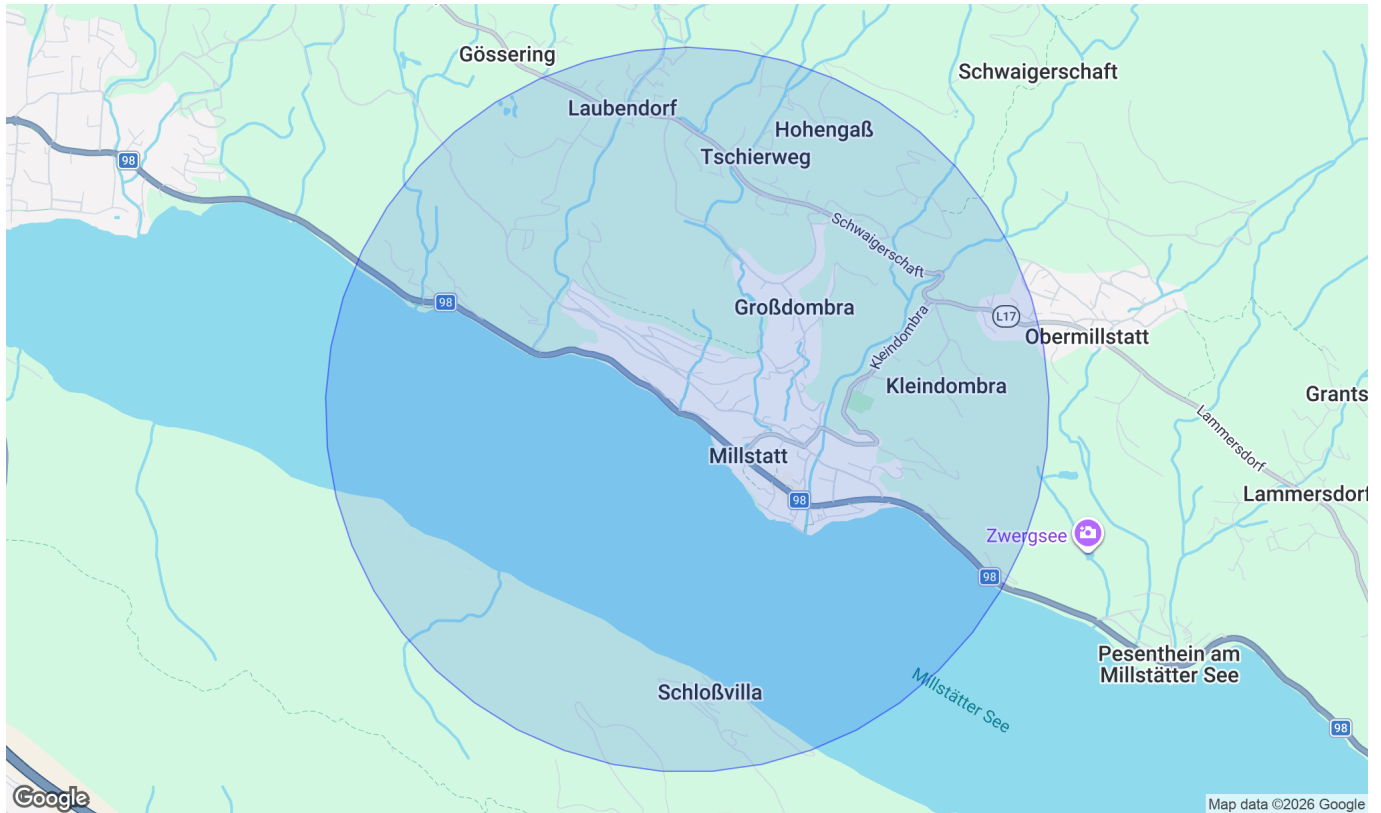 Gössering
Schwaigerschaft
Laubendorf
Hohengaß
Tschierweg
98
Schwaigerschaft
98
Großdombra
L17
Kleindombra
Obermillstatt
Kleindombra
Grants
Lammersdorf
Millstatt
98
Lammersdorf
Zwergsee
98
Pesenthein am
Millstätter See
Schloßvilla
Millstätter See
98
Google
Map data ©2026 Google